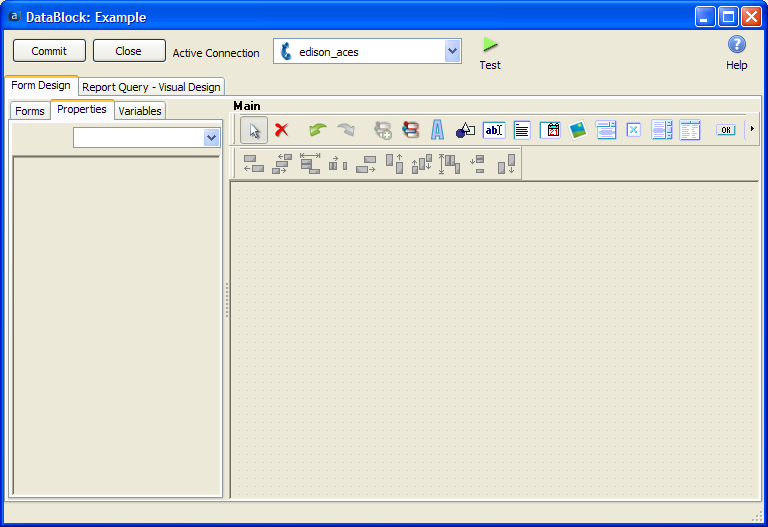 DataBlock: Example
Commit
Close
Active Connection
edison_aces
Test
Help
Form Design
Report Query - Visual Design
Forms
Properties
Variables
Main
A
ab
OK